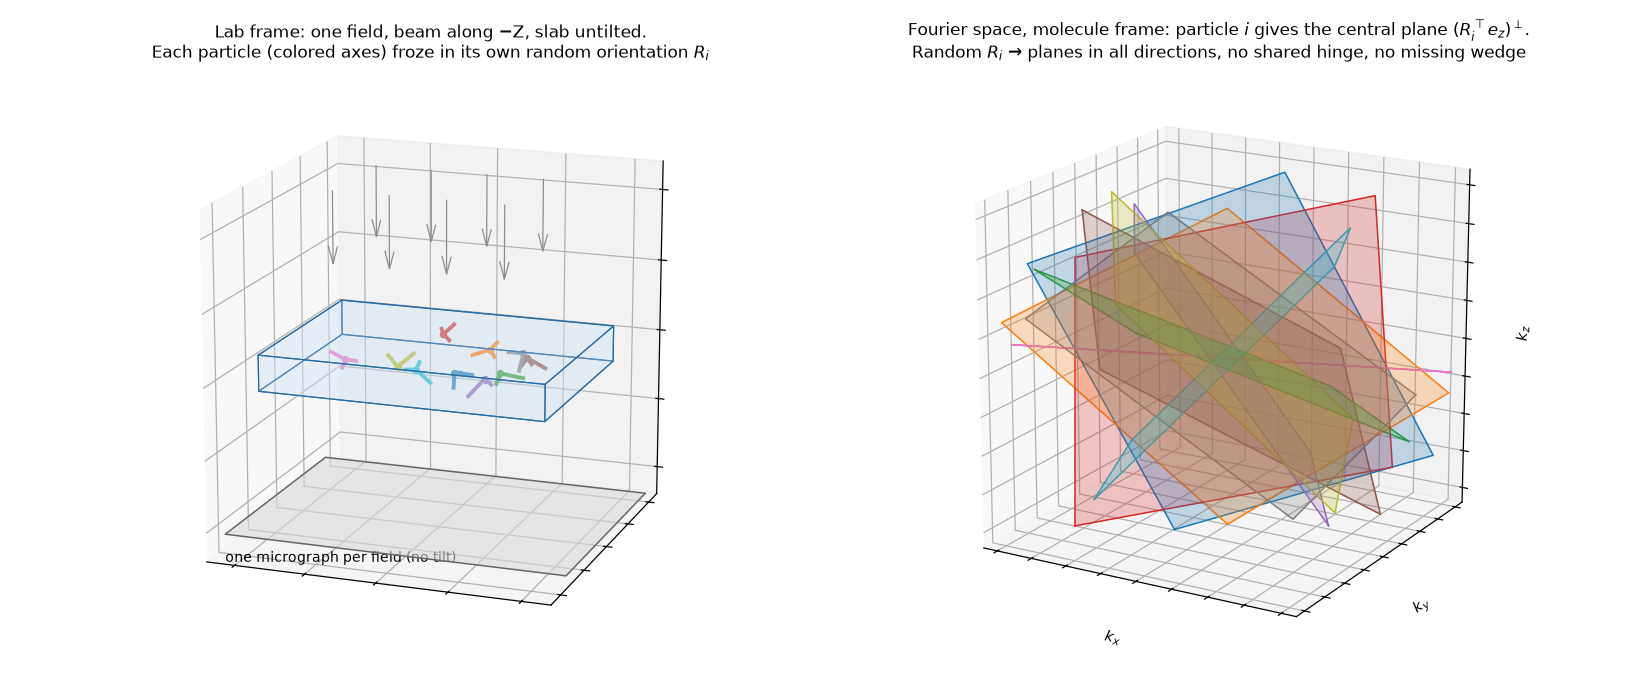 Lab frame: one field, beam along −Z, slab untilted.
Each particle (colored axes) froze in its own random orientation $R_i$
one micrograph per field (no tilt)
Fourier space, molecule frame: particle $i$ gives the central plane $(R_i^\top e_z)^\perp$.
Random $R_i$ → planes in all directions, no shared hinge, no missing wedge
$k_z$
$k_y$
$k_x$